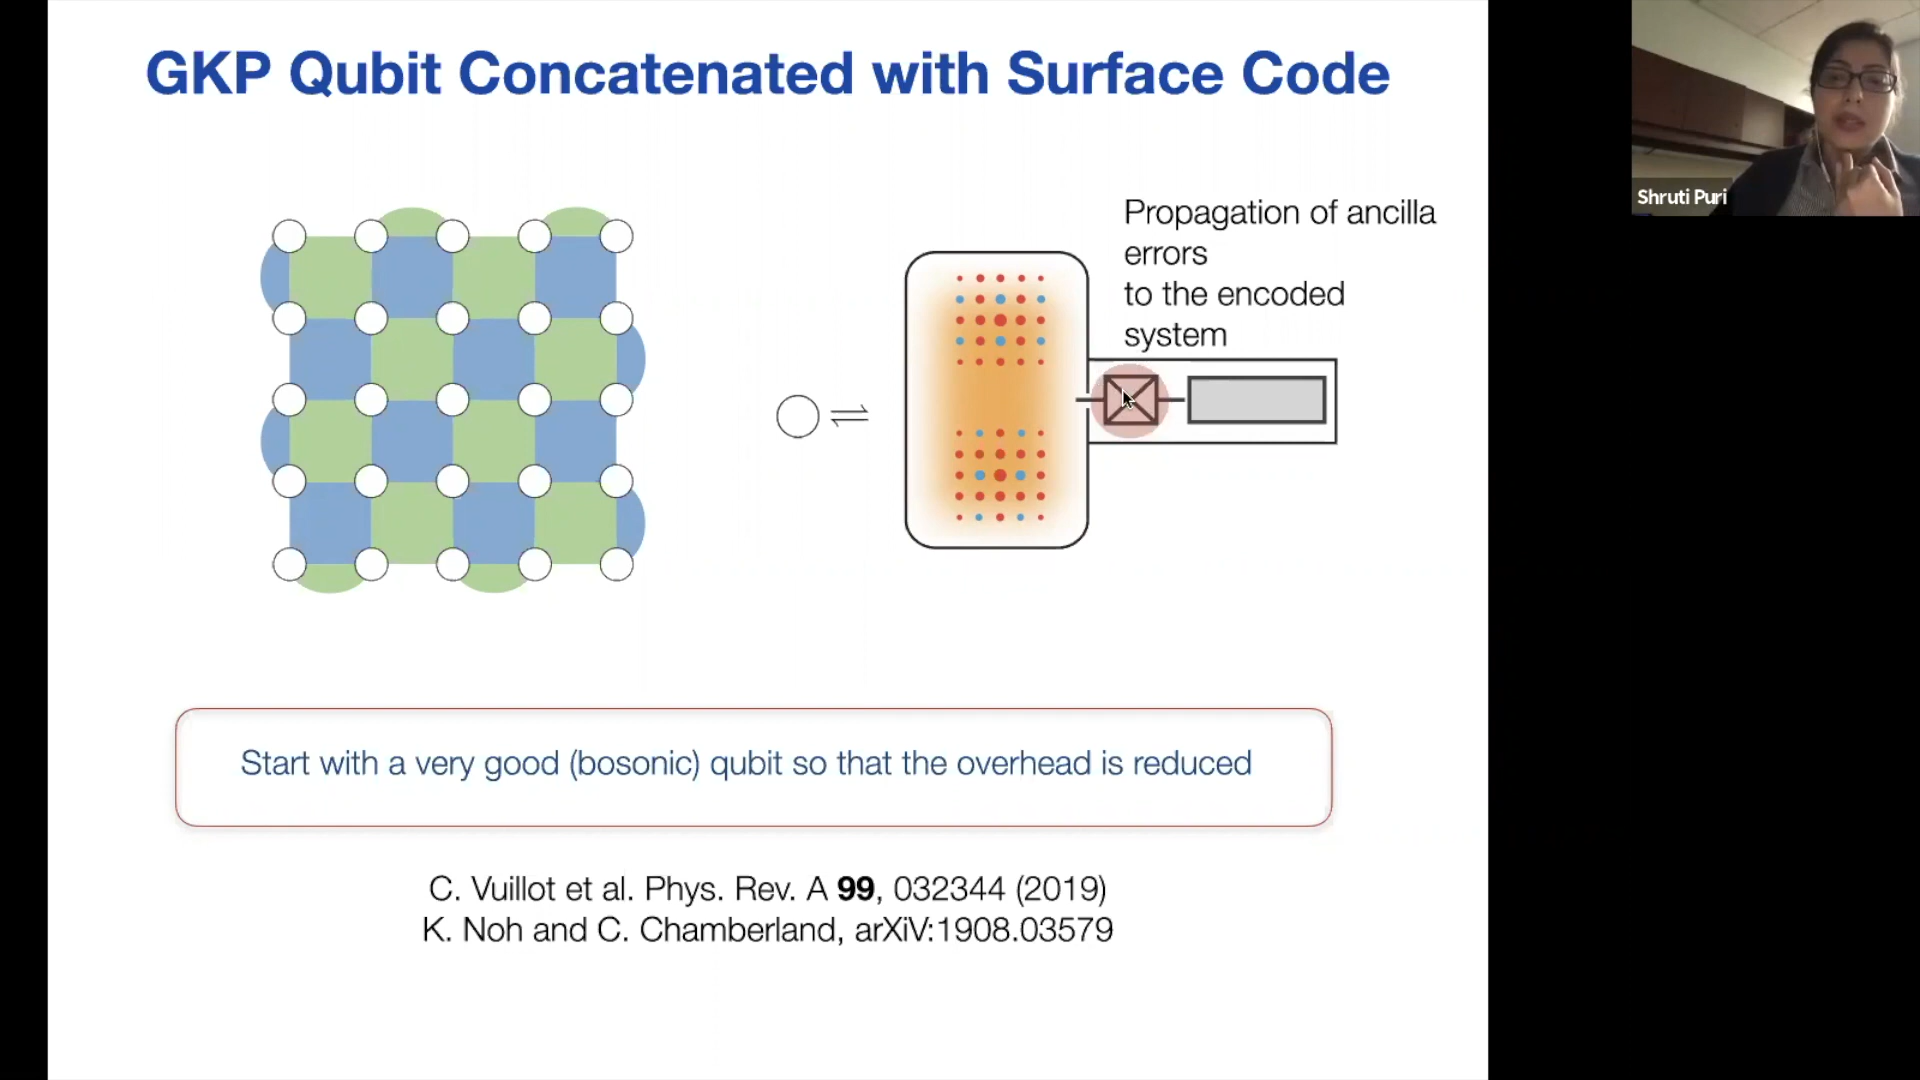 GKP Qubit Concatenated with Surface Code
Propagation of ancilla
errors
to the encoded
system
Start with a very good (bosonic) qubit so that the overhead is reduced
C. Vuillot et al. Phys. Rev. A 99, 032344 (2019)
K. Noh and C. Chamberland, arXiV:1908.03579
Shruti Puri